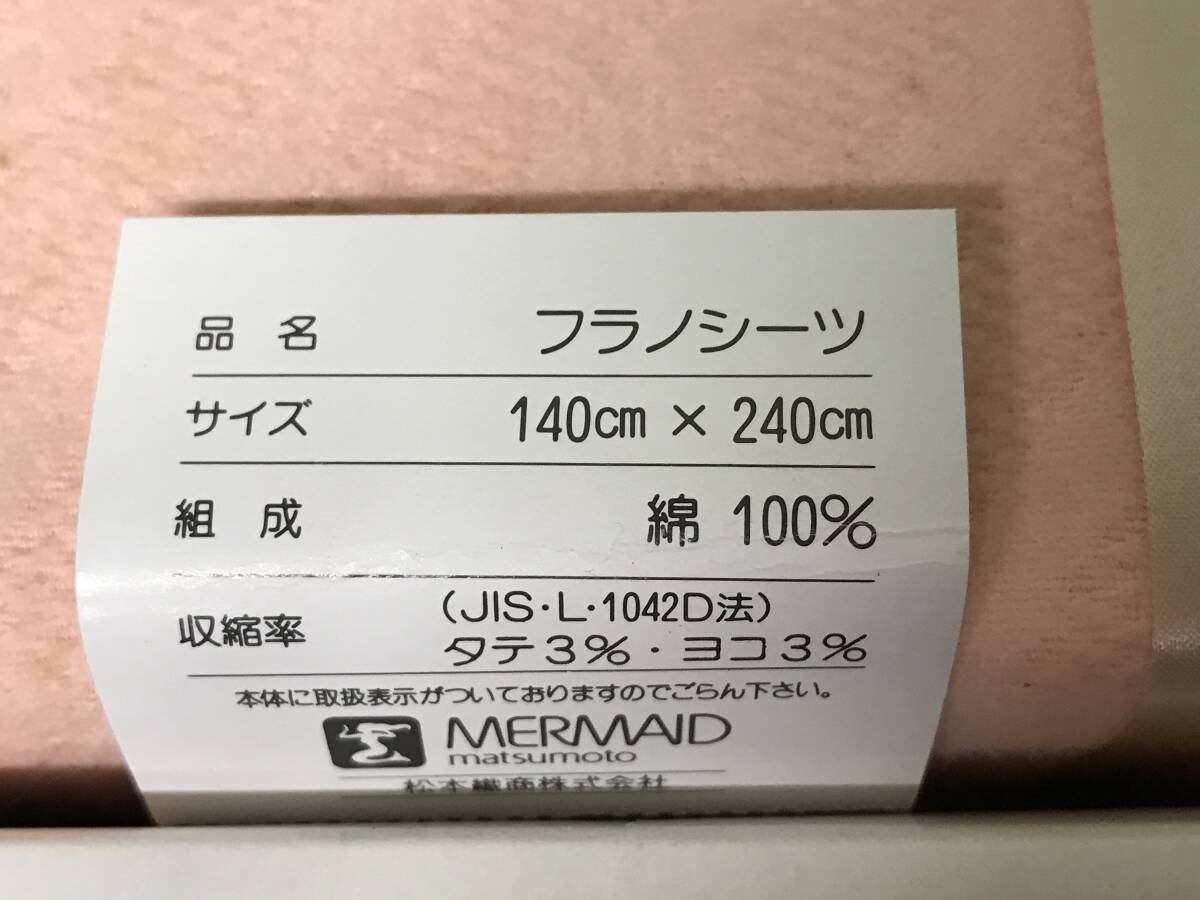 品 名 フラノシーツ
サイズ 140cm × 240cm
組 成 綿 100%
収縮率 (JIS・L・1042D法)
タテ3%・ヨコ3%
本体に取扱表示がついておりますのでごらん下さい。
MERMAID
matsumoto
松本織商株式会社